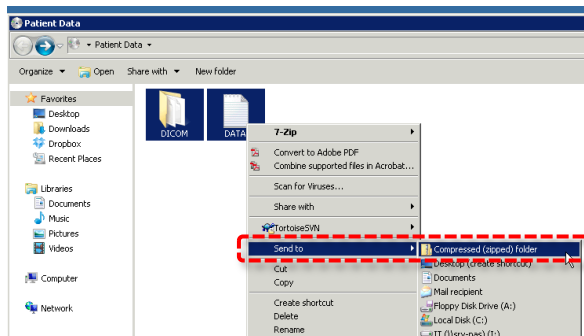 Patient Data
Patient Data
Organize
Open
Share with
New folder
Favorites
Desktop
Downloads
Dropbox
Recent Places
Libraries
Documents
Music
Pictures
Videos
Computer
Network
DICOM
DATA
7-Zip
Convert to Adobe PDF
Combine supported files in Acrobat...
Scan for Viruses...
Share with
TortoiseSVN
Send to
Cut
Copy
Create shortcut
Delete
Rename
Compressed (zipped) folder
Desktop (create shortcut)
Documents
Mail recipient
Floppy Disk Drive (A:)
Local Disk (C:)
IT (\\srv-nas) (I:)